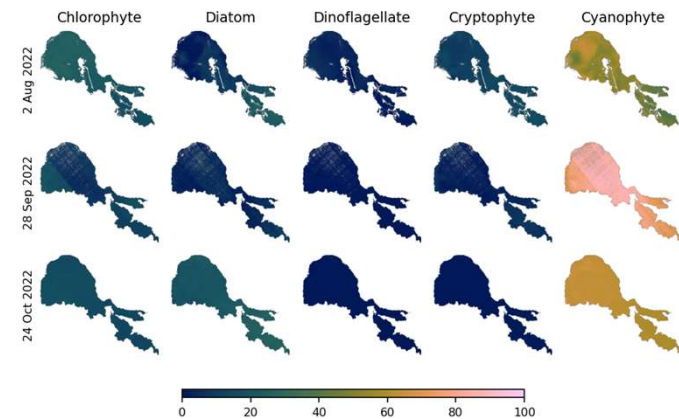 Chlorophyte Diatom Dinoflagellate Cryptophyte Cyanophyte
2 Aug 2022
28 Sep 2022
24 Oct 2022
0 20 40 60 80 100